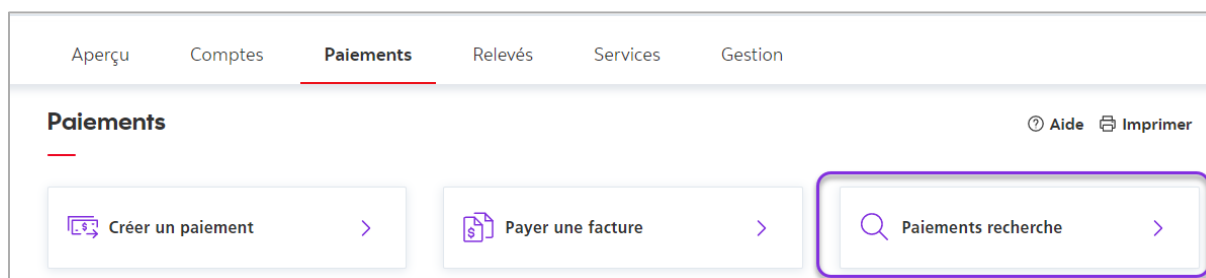 Aperçu Comptes Paiements Relevés Services Gestion
Paiements
Aide Imprimer
Créer un paiement Payer une facture Paiements recherche